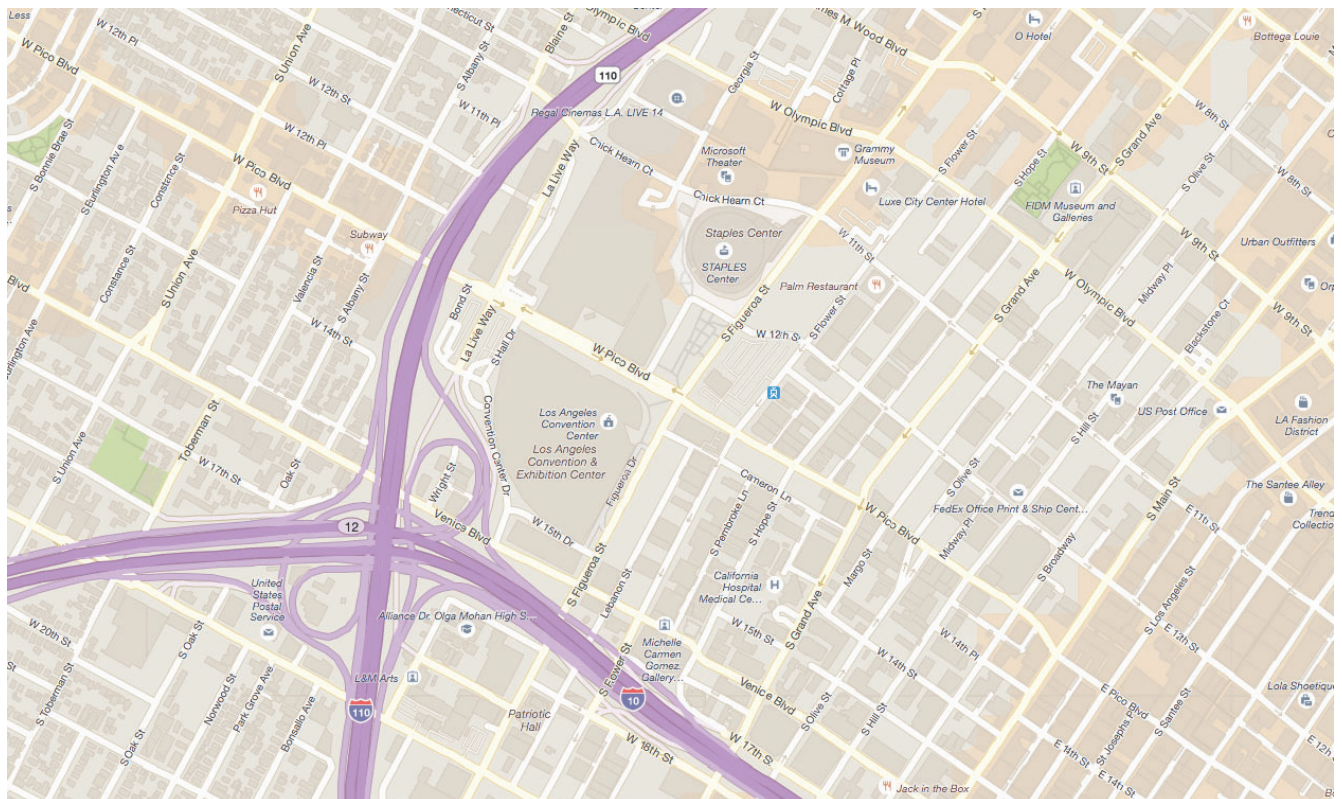 Less
W 12th Pl
S Union Ave
Connecticut St
S Albany St
Blaine St
Olympic Blvd
James M Wood Blvd
O Hotel
Bottega Louie
W Pico Blvd
W 12th St
W 11th Pl
110
Regal Cinemas L.A. LIVE 14
Georgia St
Cottage Pl
W Olympic Blvd
W 8th St
S Grand Ave
W 9th St
S Flower St
S Hope St
S Olive St
W 8th St
S Bonnie Brae St
S Burlington Ave
Constance St
W 12th Pl
W Pico Blvd
Pizza Hut
La Live Way
Chick Hearn Ct
Microsoft
Theater
Grammy
Museum
Luxe City Center Hotel
FIDM Museum and
Galleries
Chick Hearn Ct
Subway
Staples Center
STAPLES
Center
W 11th St
Palm Restaurant
W 9th St
Urban Outfitters
Constance St
S Union Ave
Valencia St
S Albany St
W 14th St
Blvd
Bond St
La Live Way
S Hall Dr
W Pico Blvd
S Figueroa St
W 12th St
S Flower St
S Grand Ave
W Olympic Blvd
Midway Pl
Blackstone Ct
W 9th St
The Mayan
US Post Office
LA Fashion
District
S Hill St
Toberman St
S Union Ave
W 17th St
Oak St
Wright St
Convention Center Dr
Los Angeles
Convention
Center
Los Angeles
Convention &
Exhibition Center
Figueroa Dr
Cameron Ln
W Pico Blvd
S Olive St
FedEx Office Print & Ship Cent...
S Main St
E 11th St
The Santee Alley
Venice Blvd
W 15th Dr
S Pembroke Ln
S Hope St
Midway Pl
S Broadway
12
United
States
Postal
Service
Alliance Dr. Olga Mohan High S...
S Figueroa St
Lebanon St
California
Hospital
Medical Ce...
Margo St
S Grand Ave
S Los Angeles St
E 12th St
W 20th St
S Oak St
L&M Arts
Michelle
Carmen
Gomez
Gallery...
W 15th St
W 14th St
W 14th Pl
S Toberman St
Norwood St
Park Grove Ave
Bonsallo Ave
S Oak St
110
S Flower St
10
Patriotic
Hall
W 18th St
Venice Blvd
W 17th St
S Olive St
S Hill St
E Pico Blvd
E 14th St
St Josephs Pl
S Santee St
E 14th St
Lola Shoetique
Jack in the Box